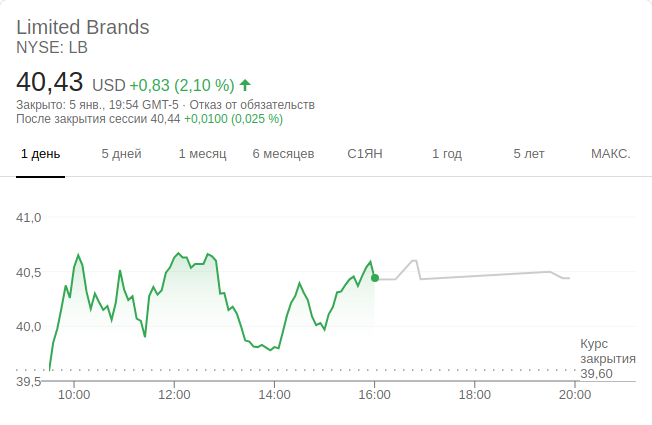 Limited Brands
NYSE: LB
40,43 USD +0,83 (2,10 %)
Закрыто: 5 янв., 19:54 GMT-5 · Отказ от обязательств
После закрытия сессии 40,44 +0,0100 (0,025 %)
1 день 5 дней 1 месяц 6 месяцев С1ЯН 1 год 5 лет МАКС.
41,0
40,5
40,0
39,5
Курс
закрытия
39,60
10:00 12:00 14:00 16:00 18:00 20:00